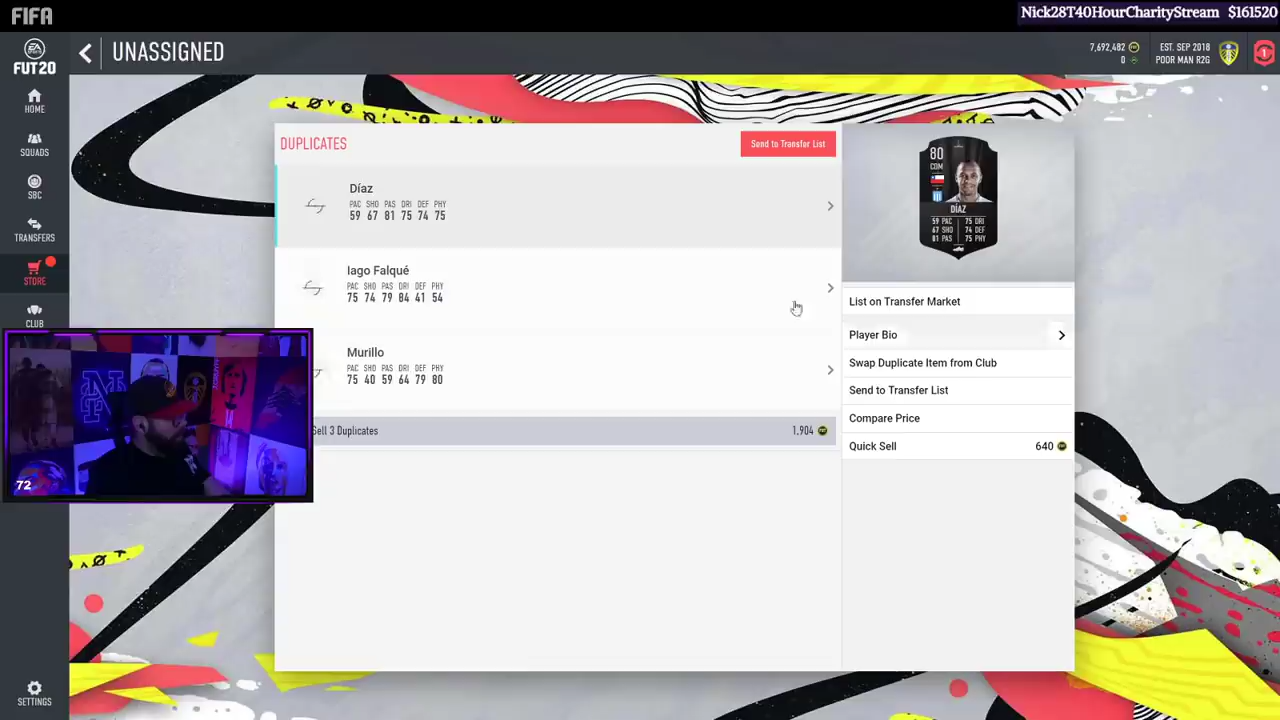 FIFA
Nick28T40HourCharityStream $161520
EA SPORTS
FUT20
UNASSIGNED
7,692,482
0
EST. SEP 2018
POOR MAN R2G
1
HOME
SQUADS
SBC
TRANSFERS
STORE
CLUB
SETTINGS
DUPLICATES
Send to Transfer List
Díaz
PAC SHO PAS DRI DEF PHY
59 67 81 75 74 75
Iago Falqué
PAC SHO PAS DRI DEF PHY
75 74 79 84 41 54
Murillo
PAC SHO PAS DRI DEF PHY
75 40 59 64 79 80
Sell 3 Duplicates 1,904
80
COM
DÍAZ
59 PAC 75 DRI
67 SHO 74 DEF
81 PAS 75 PHY
List on Transfer Market
Player Bio
Swap Duplicate Item from Club
Send to Transfer List
Compare Price
Quick Sell 640
72